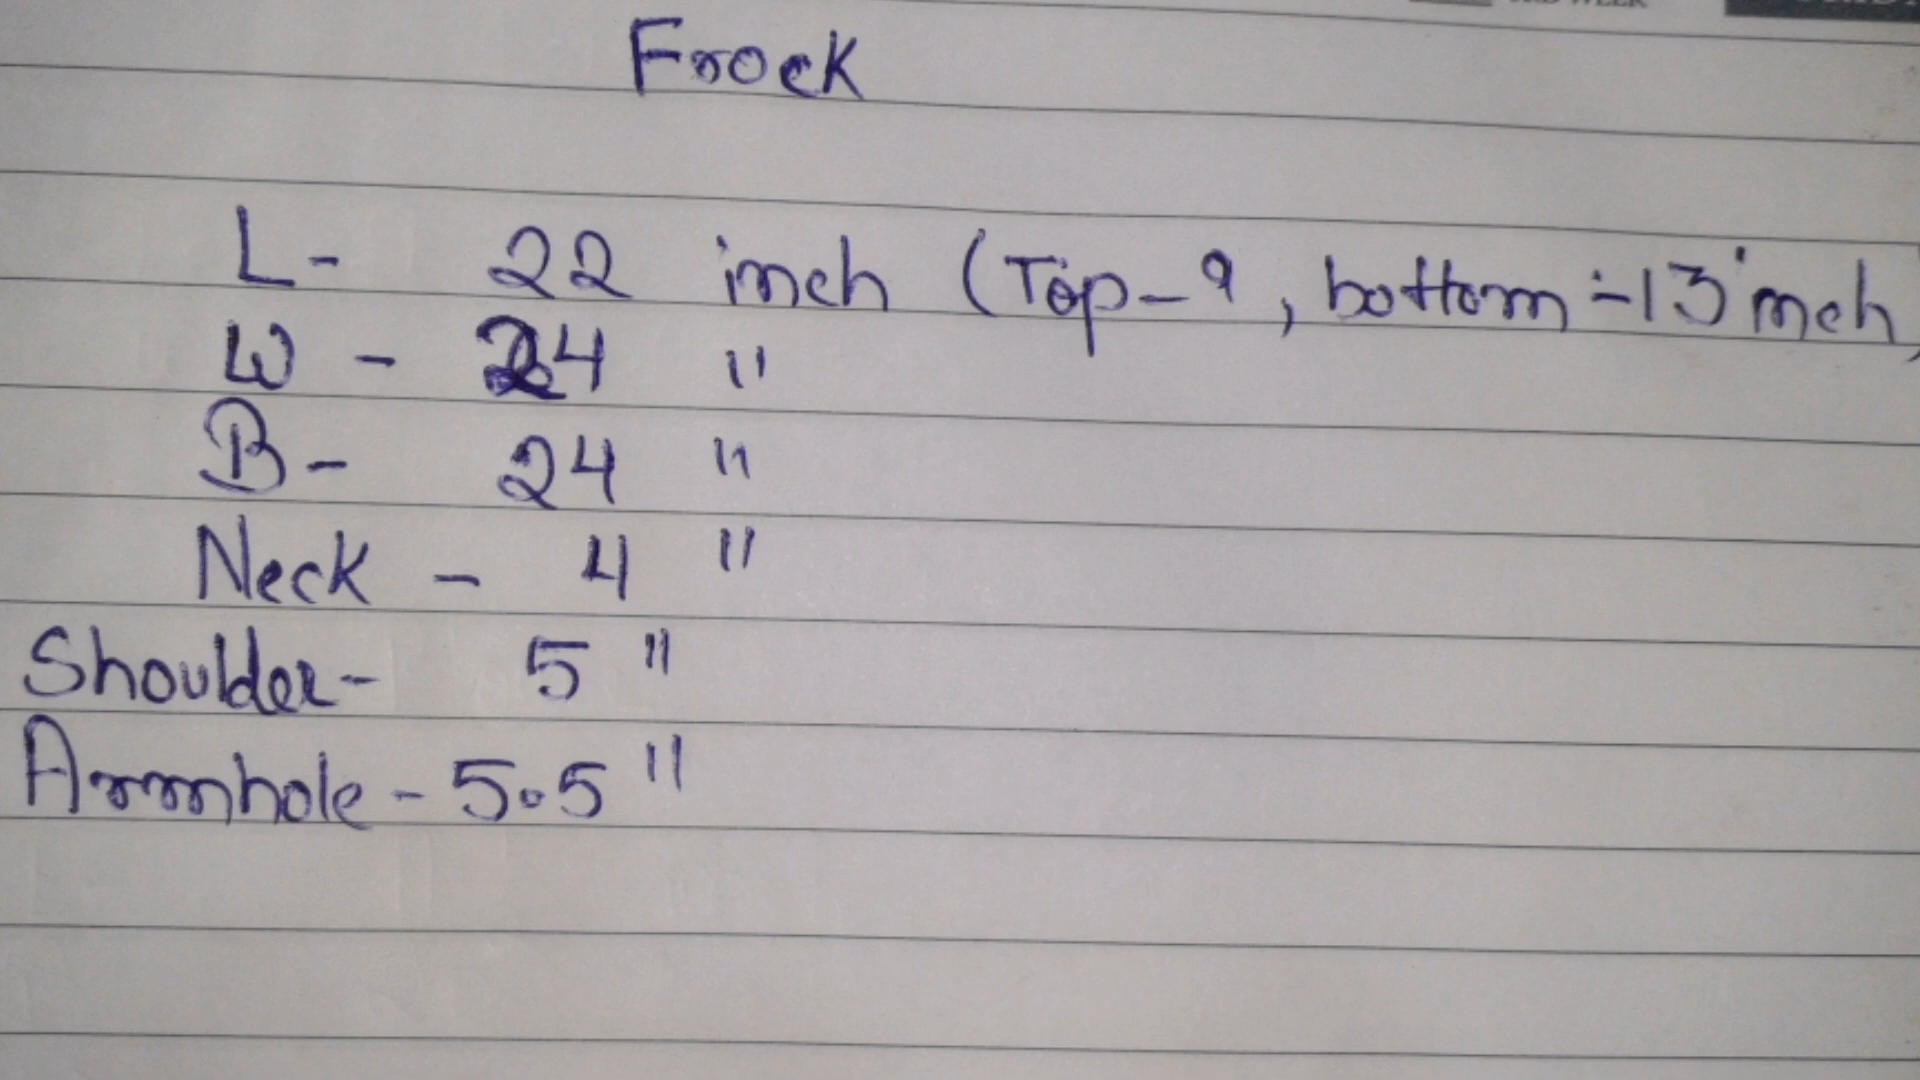 Frock
L- 22 inch (Top-9, bottom:-13 inch)
W - 24 "
B- 24 "
Neck - 4 "
Shoulder- 5 "
Armhole - 5.5 "